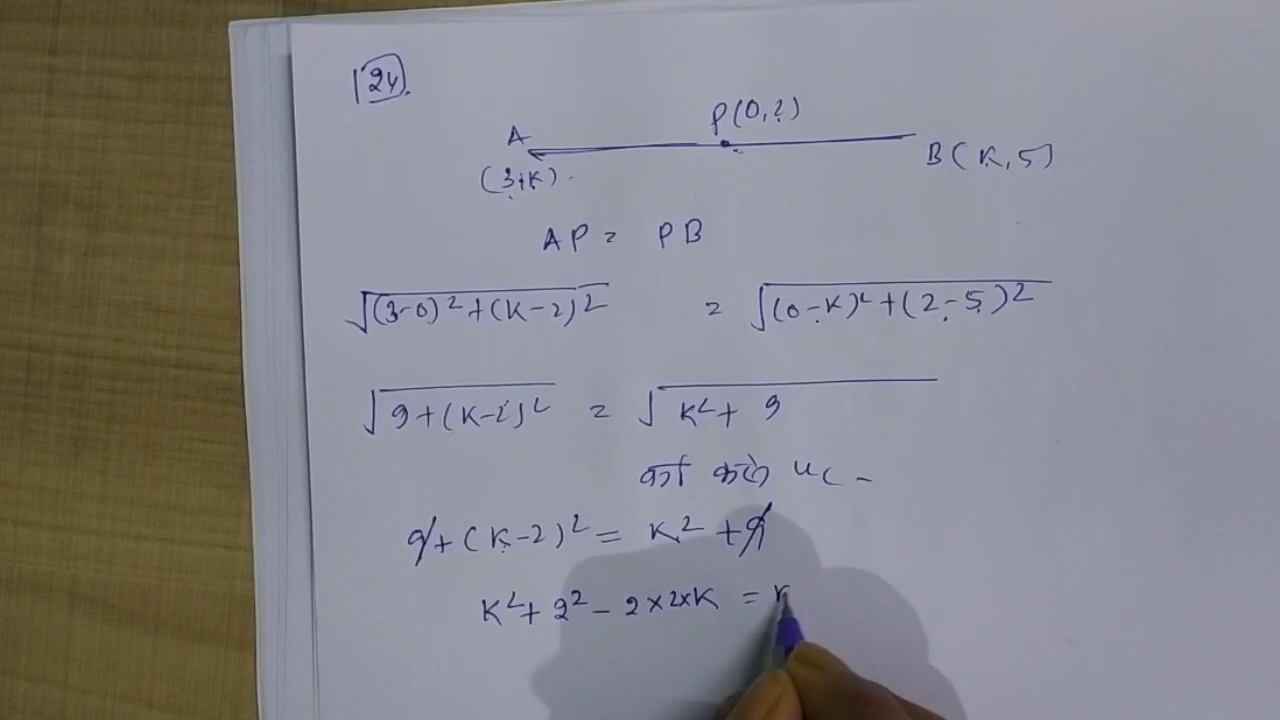 24.
P(0,2)
A
B(K,5)
(3,K).
AP = PB
√(3-0)²+(K-2)² = √(0-K)²+(2-5)²
√9+(K-2)² = √K²+ 9
वर्ग करने पर -
9+(K-2)² = K² +9
K²+ 2² - 2×2×K = K